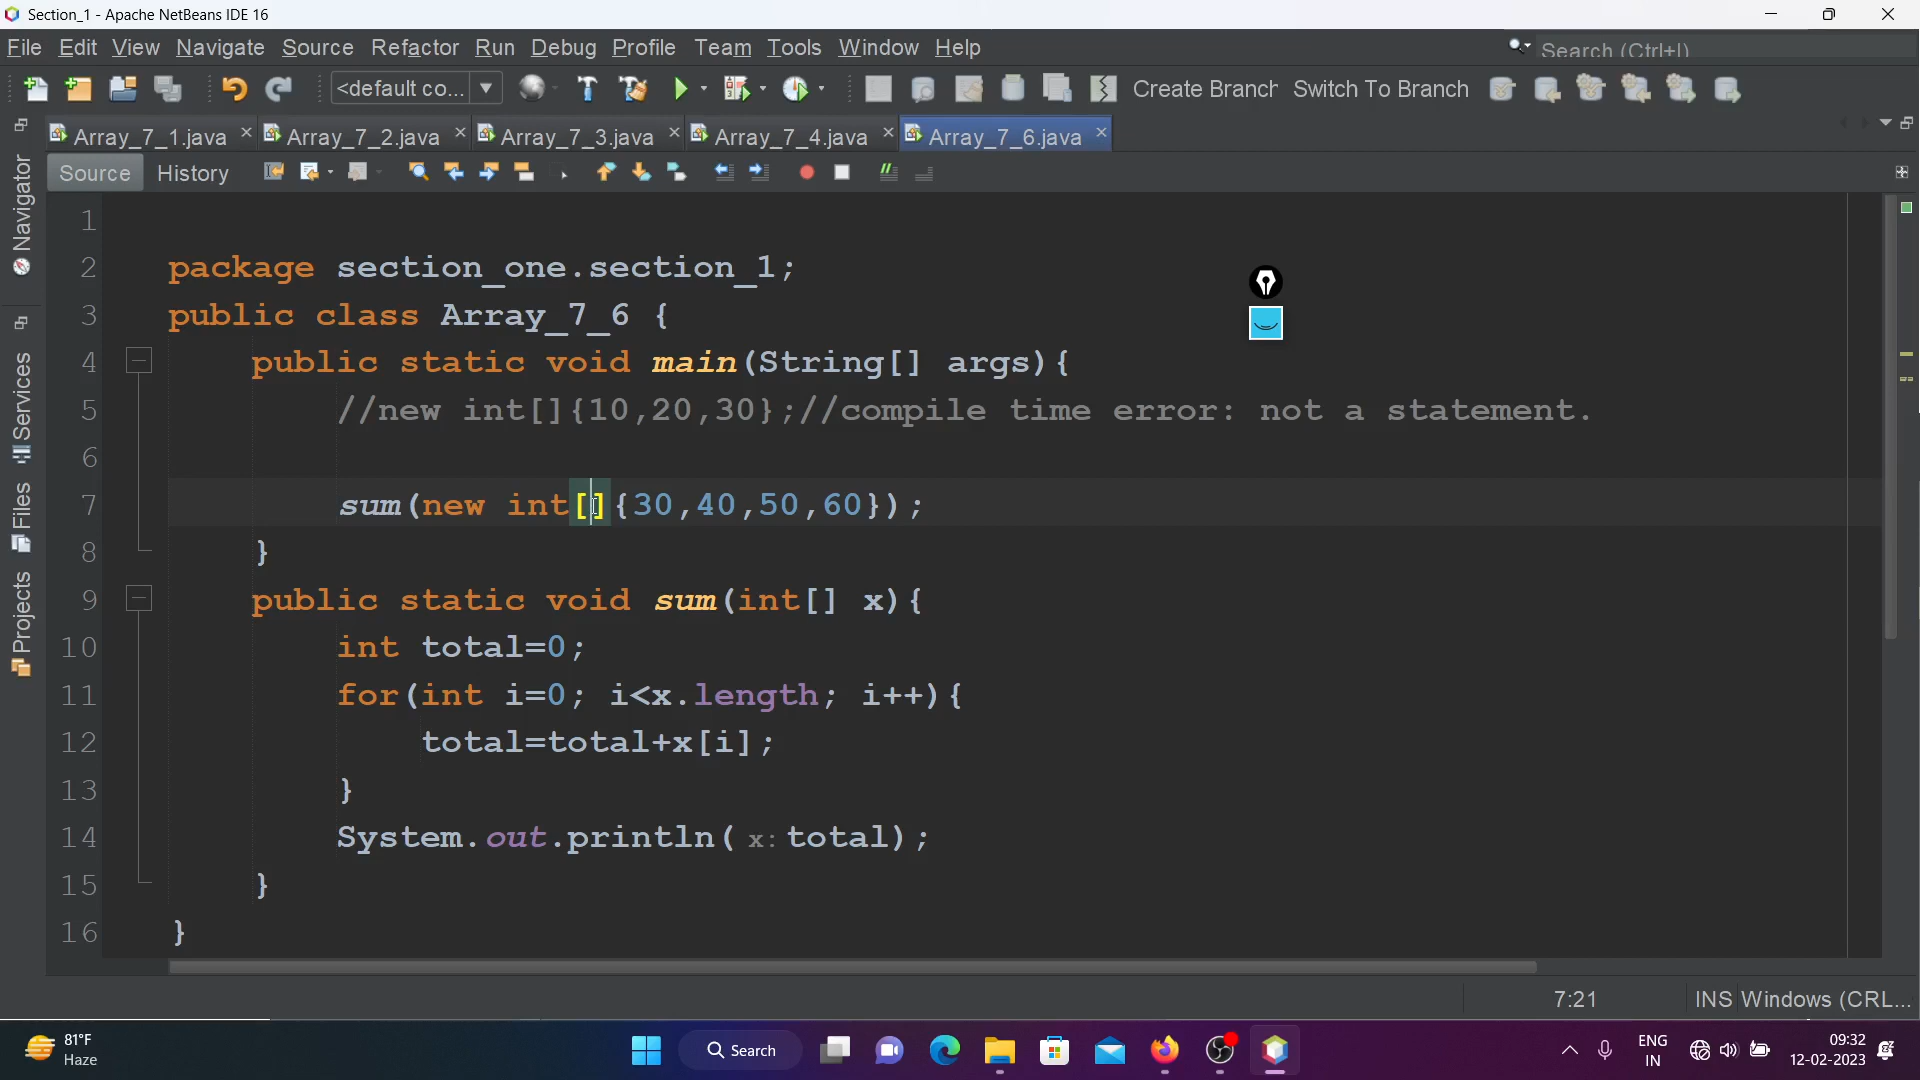 Section_1 - Apache NetBeans IDE 16
File Edit View Navigate Source Refactor Run Debug Profile Team Tools Window Help
Search (Ctrl+I)
<default co...
Create Branch Switch To Branch
Array_7_1.java Array_7_2.java Array_7_3.java Array_7_4.java Array_7_6.java
Source History
Navigator
Services
Files
Projects
1
2 package section_one.section_1;
3 public class Array_7_6 {
4 public static void main(String[] args){
5 //new int[]{10,20,30};//compile time error: not a statement.
6
7 sum(new int[]{30,40,50,60});
8 }
9 public static void sum(int[] x){
10 int total=0;
11 for(int i=0; i<x.length; i++){
12 total=total+x[i];
13 }
14 System.out.println( x: total);
15 }
16 }
7:21 INS Windows (CRL...
81°F
Haze
Search
ENG
IN
09:32
12-02-2023